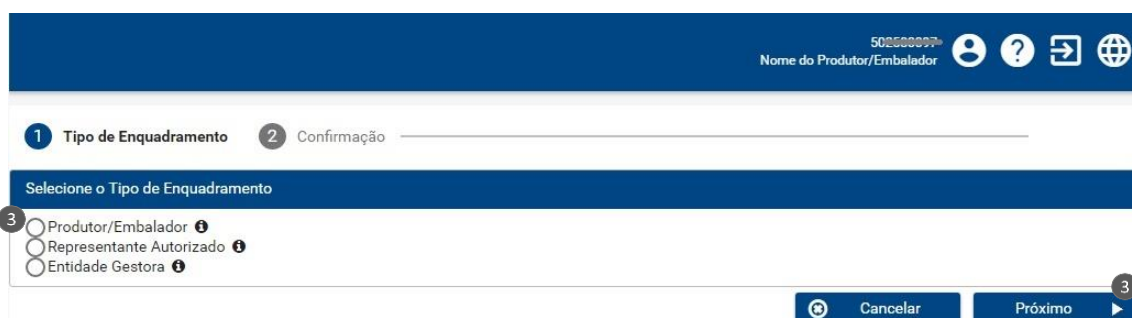 Nome do Produtor/Embalador
?
1 Tipo de Enquadramento 2 Confirmação
Selecione o Tipo de Enquadramento
3
Produtor/Embalador i
Representante Autorizado i
Entidade Gestora i
3
Cancelar Próximo